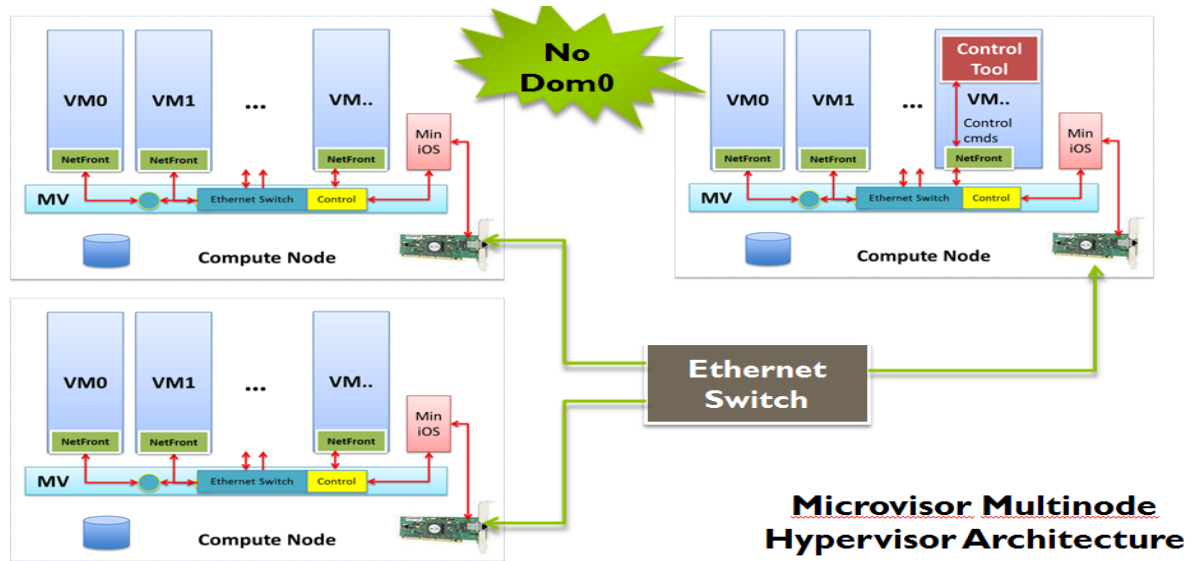 No
Dom0
VM0
VM1
...
VM..
Min
iOS
NetFront
NetFront
NetFront
MV
Ethernet Switch
Control
Compute Node
VM0
VM1
...
Control
Tool
VM..
Control
cmds
Min
iOS
NetFront
NetFront
NetFront
MV
Ethernet Switch
Control
Compute Node
VM0
VM1
...
VM..
Min
iOS
NetFront
NetFront
NetFront
MV
Ethernet Switch
Control
Compute Node
Ethernet
Switch
Microvisor Multinode
Hypervisor Architecture